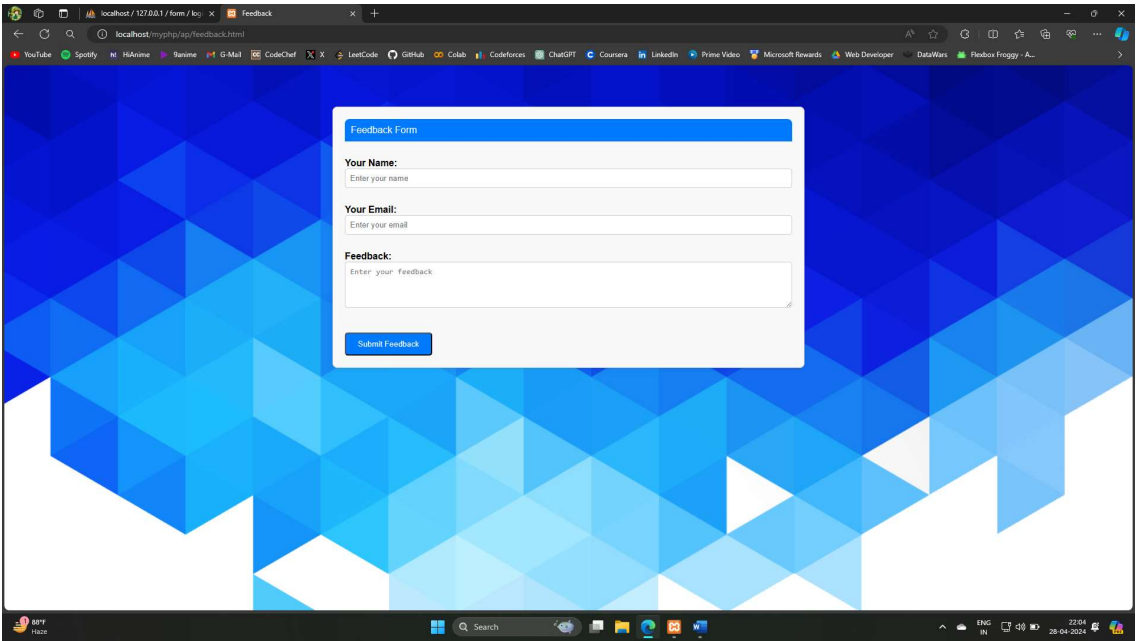 localhost / 127.0.0.1 / form / log
Feedback
localhost/myphp/ap/feedback.html
YouTube Spotify HiAnime 9anime G-Mail CodeChef X LeetCode GitHub Colab Codeforces ChatGPT Coursera LinkedIn Prime Video Microsoft Rewards Web Developer DataWars Flexbox Froggy - A...
Feedback Form
Your Name:
Enter your name
Your Email:
Enter your email
Feedback:
Enter your feedback
Submit Feedback
88°F
Haze
Search
ENG
IN
22:04
28-04-2024